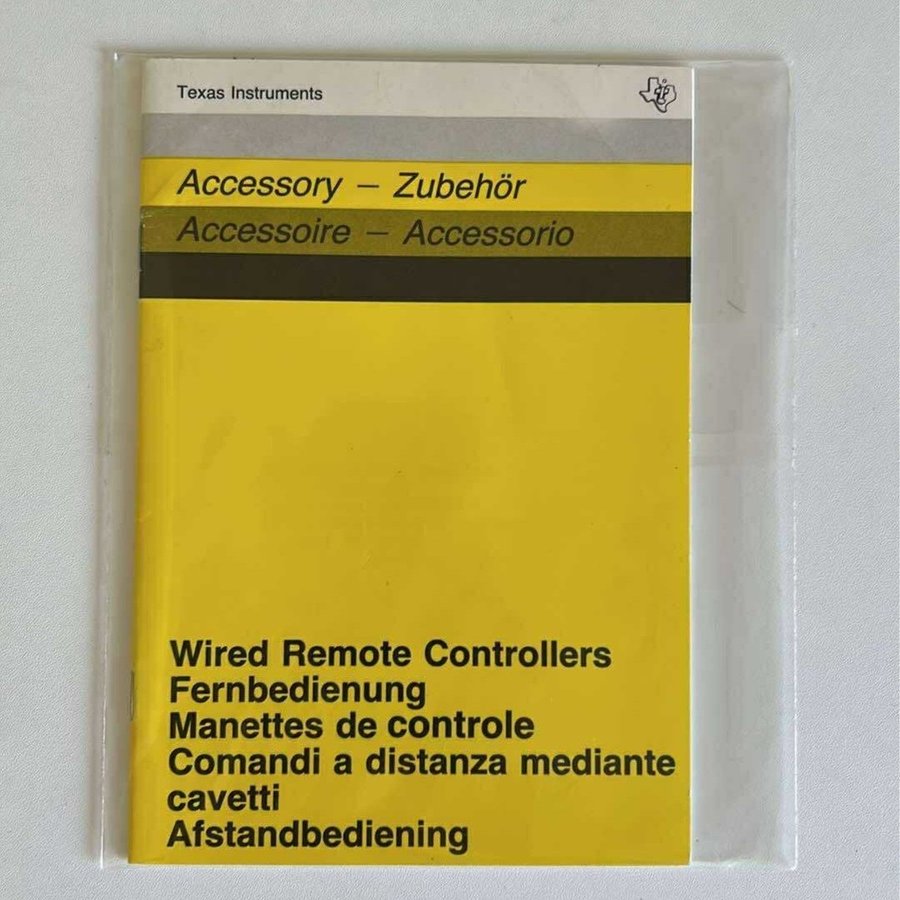 Texas Instruments
Accessory – Zubehör
Accessoire – Accessorio
Wired Remote Controllers
Fernbedienung
Manettes de controle
Comandi a distanza mediante
cavetti
Afstandbediening